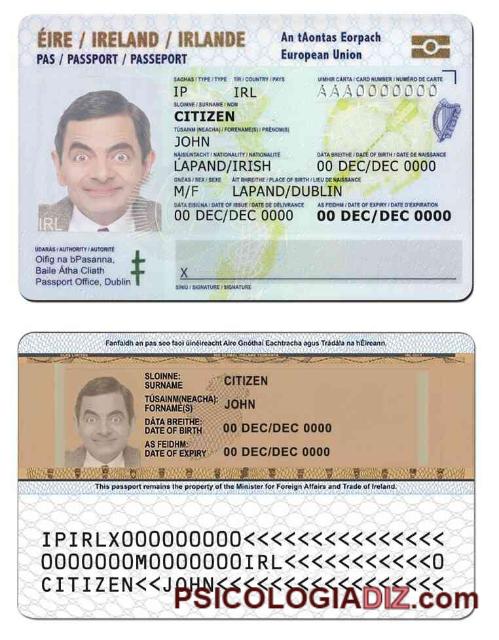 ÉIRE / IRELAND / IRLANDE
PAS / PASSPORT / PASSEPORT
An tAontas Eorpach
European Union
SAGHAS / TYPE / TYPE TÍR / COUNTRY / PAYS UIMHIR CÁRTA / CARD NUMBER / NUMÉRO DE CARTE
IP IRL AAA0000000
SLOINNE / SURNAME / NOM
CITIZEN
TÚSAINM (NEACHA) / FORENAME(S) / PRÉNOM(S)
JOHN
NÁISIÚNTACHT / NATIONALITY / NATIONALITÉ DÁTA BREITHE / DATE OF BIRTH / DATE DE NAISSANCE
LAPAND/IRISH 00 DEC/DEC 0000
GNÉAS / SEX / SEXE ÁIT BHREITHE / PLACE OF BIRTH / LIEU DE NAISSANCE
M/F LAPAND/DUBLIN
DÁTA EISIÚNA / DATE OF ISSUE / DATE DE DÉLIVRANCE AS FEIDHM / DATE OF EXPIRY / DATE D'EXPIRATION
00 DEC/DEC 0000 00 DEC/DEC 0000
IRL
ÚDARÁS / AUTHORITY / AUTORITÉ
Oifig na bPasanna,
Baile Átha Cliath
Passport Office, Dublin
X
SÍNIÚ / SIGNATURE / SIGNATURE
Fanfaidh an pas seo faoi úinéireacht Aire Gnóthaí Eachtracha agus Trádála na hÉireann.
SLOINNE: CITIZEN
SURNAME
TÚSAINM(NEACHA): JOHN
FORNAME(S)
DÁTA BREITHE: 00 DEC/DEC 0000
DATE OF BIRTH
AS FEIDHM: 00 DEC/DEC 0000
DATE OF EXPIRY
This passport remains the property of the Minister for Foreign Affairs and Trade of Ireland.
IPIRLX000000000<<<<<<<<<<<<<<<
0000000M0000000IRL<<<<<<<<<<<0
CITIZEN<<JOHN<<<<<<<<<<<<<<<<<
PSICOLOGIADIZ.com